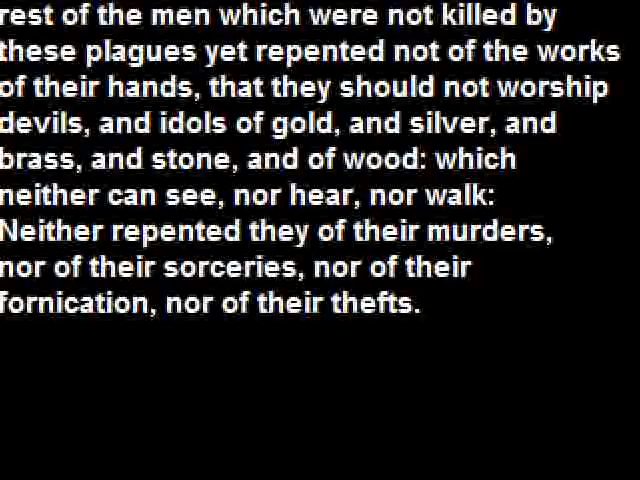 rest of the men which were not killed by
these plagues yet repented not of the works
of their hands, that they should not worship
devils, and idols of gold, and silver, and
brass, and stone, and of wood: which
neither can see, nor hear, nor walk:
Neither repented they of their murders,
nor of their sorceries, nor of their
fornication, nor of their thefts.